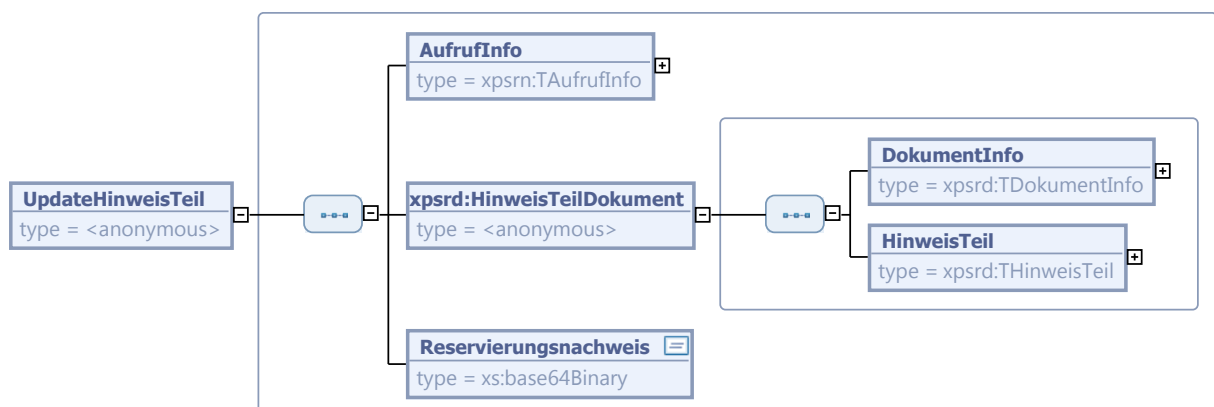 AufrufInfo
type = xpsrn:TAufrufInfo
DokumentInfo
type = xpsrd:TDokumentInfo
UpdateHinweisTeil
type = <anonymous>
xpsrd:HinweisTeilDokument
type = <anonymous>
HinweisTeil
type = xpsrd:THinweisTeil
Reservierungsnachweis
type = xs:base64Binary